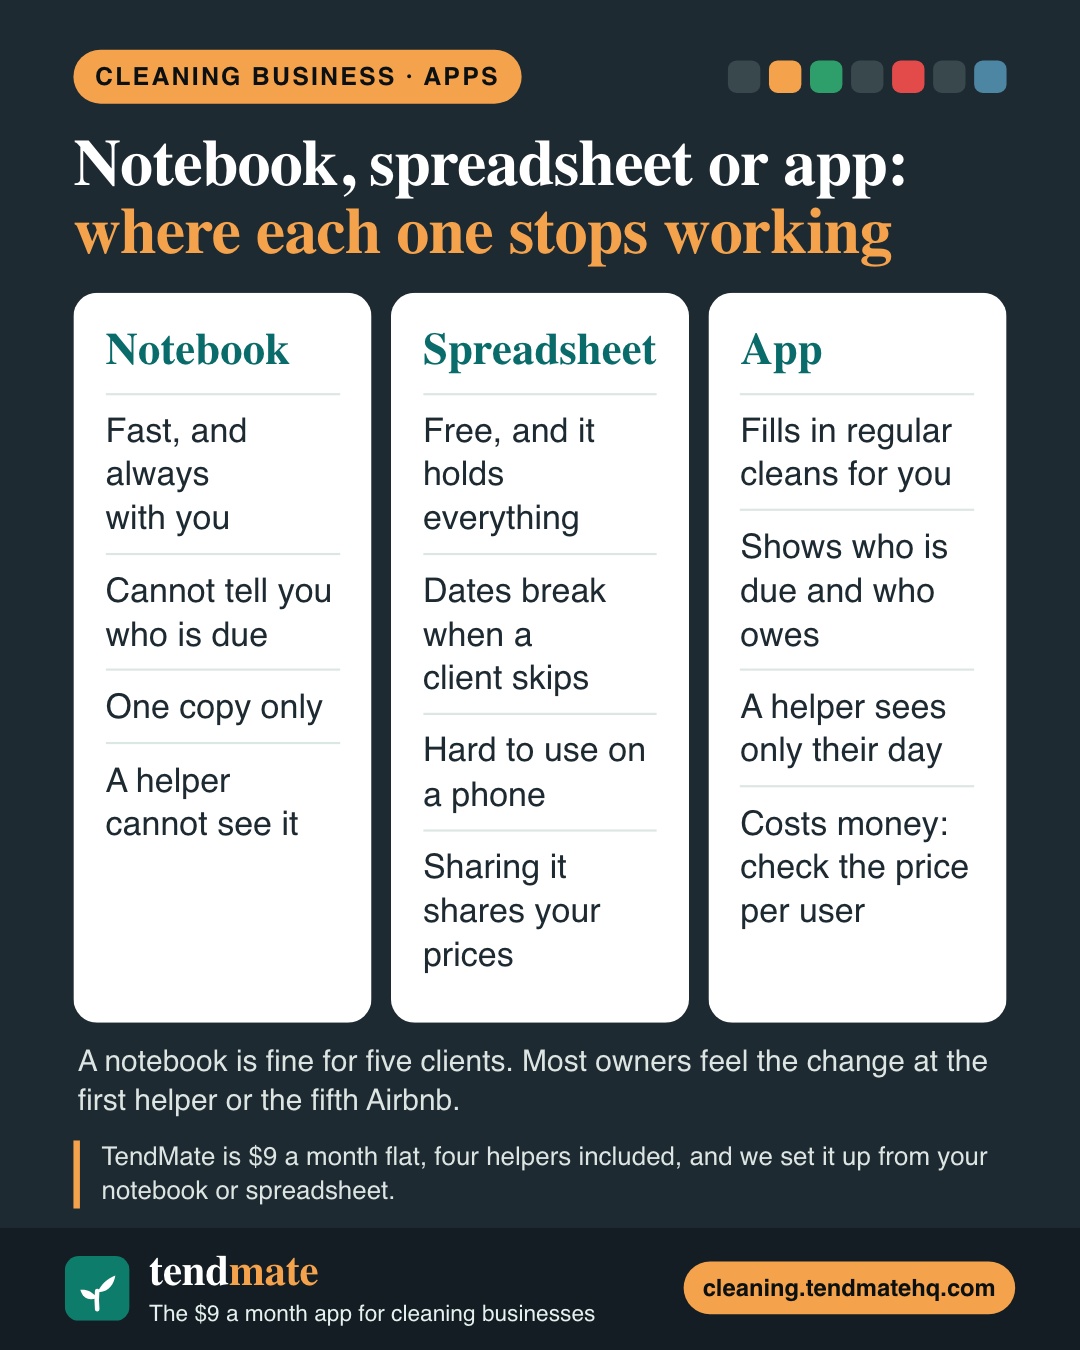 CLEANING BUSINESS · APPS
Notebook, spreadsheet or app:
where each one stops working
Notebook
Fast, and
always
with you
Cannot tell you
who is due
One copy only
A helper
cannot see it
Spreadsheet
Free, and it
holds
everything
Dates break
when a
client skips
Hard to use on
a phone
Sharing it
shares your
prices
App
Fills in regular
cleans for you
Shows who is
due and who
owes
A helper sees
only their day
Costs money:
check the price
per user
A notebook is fine for five clients. Most owners feel the change at the
first helper or the fifth Airbnb.
TendMate is $9 a month flat, four helpers included, and we set it up from your
notebook or spreadsheet.
tendmate
The $9 a month app for cleaning businesses
cleaning.tendmatehq.com